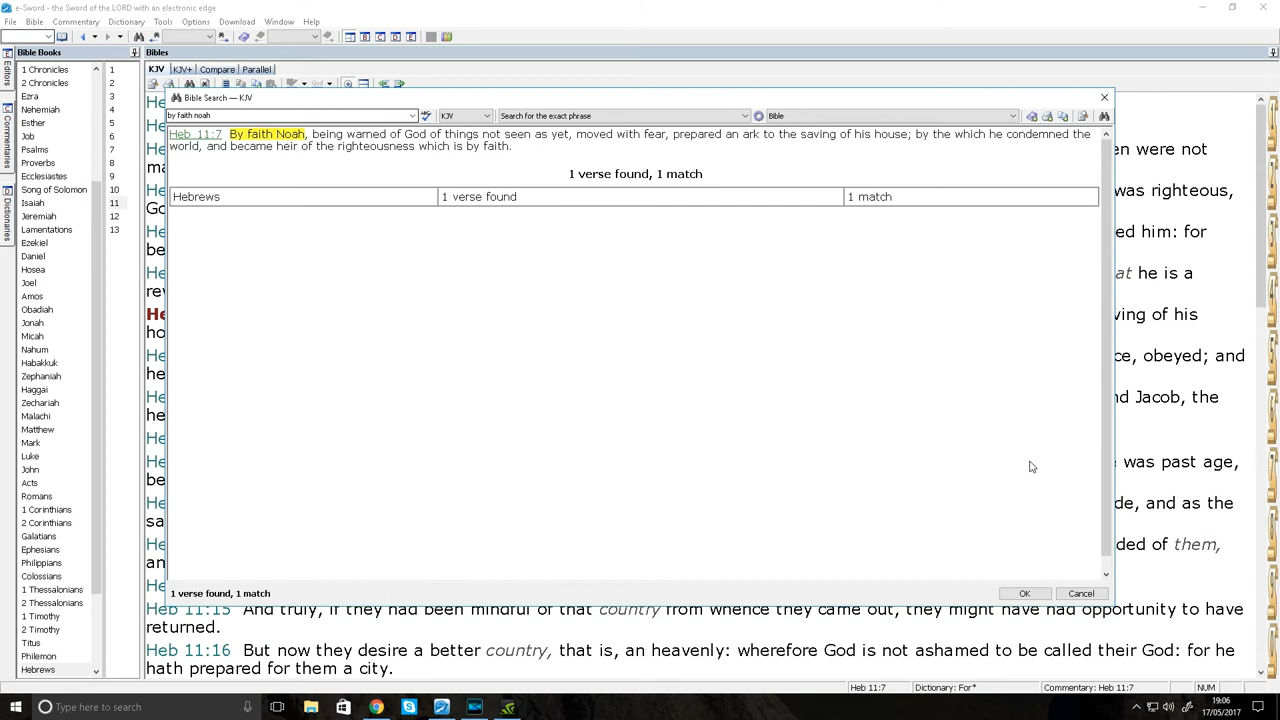 e-Sword - the Sword of the LORD with an electronic edge
File Bible Commentary Dictionary Tools Options Download Window Help
B C D E
Bible Books
Bibles
KJV KJV+ Compare Parallel
Editors
Commentaries
Dictionaries
1 Chronicles
2 Chronicles
Ezra
Nehemiah
Esther
Job
Psalms
Proverbs
Ecclesiastes
Song of Solomon
Isaiah
Jeremiah
Lamentations
Ezekiel
Daniel
Hosea
Joel
Amos
Obadiah
Jonah
Micah
Nahum
Habakkuk
Zephaniah
Haggai
Zechariah
Malachi
Matthew
Mark
Luke
John
Acts
Romans
1 Corinthians
2 Corinthians
Galatians
Ephesians
Philippians
Colossians
1 Thessalonians
2 Thessalonians
1 Timothy
2 Timothy
Titus
Philemon
Hebrews
1
2
3
4
5
6
7
8
9
10
11
12
13
Bible Search — KJV
by faith noah KJV Search for the exact phrase Bible
Heb 11:7 By faith Noah, being warned of God of things not seen as yet, moved with fear, prepared an ark to the saving of his house; by the which he condemned the
world, and became heir of the righteousness which is by faith.
1 verse found, 1 match
Hebrews 1 verse found 1 match
1 verse found, 1 match
OK Cancel
en were not
was righteous,
ed him: for
at he is a
ving of his
ce, obeyed; and
nd Jacob, the
was past age,
de, and as the
ded of them,
Heb 11:15 And truly, if they had been mindful of that country from whence they came out, they might have had opportunity to have
returned.
Heb 11:16 But now they desire a better country, that is, an heavenly: wherefore God is not ashamed to be called their God: for he
hath prepared for them a city.
Heb 11:7 Dictionary: For* Commentary: Heb 11:7 NUM
Type here to search
19:06
17/05/2017